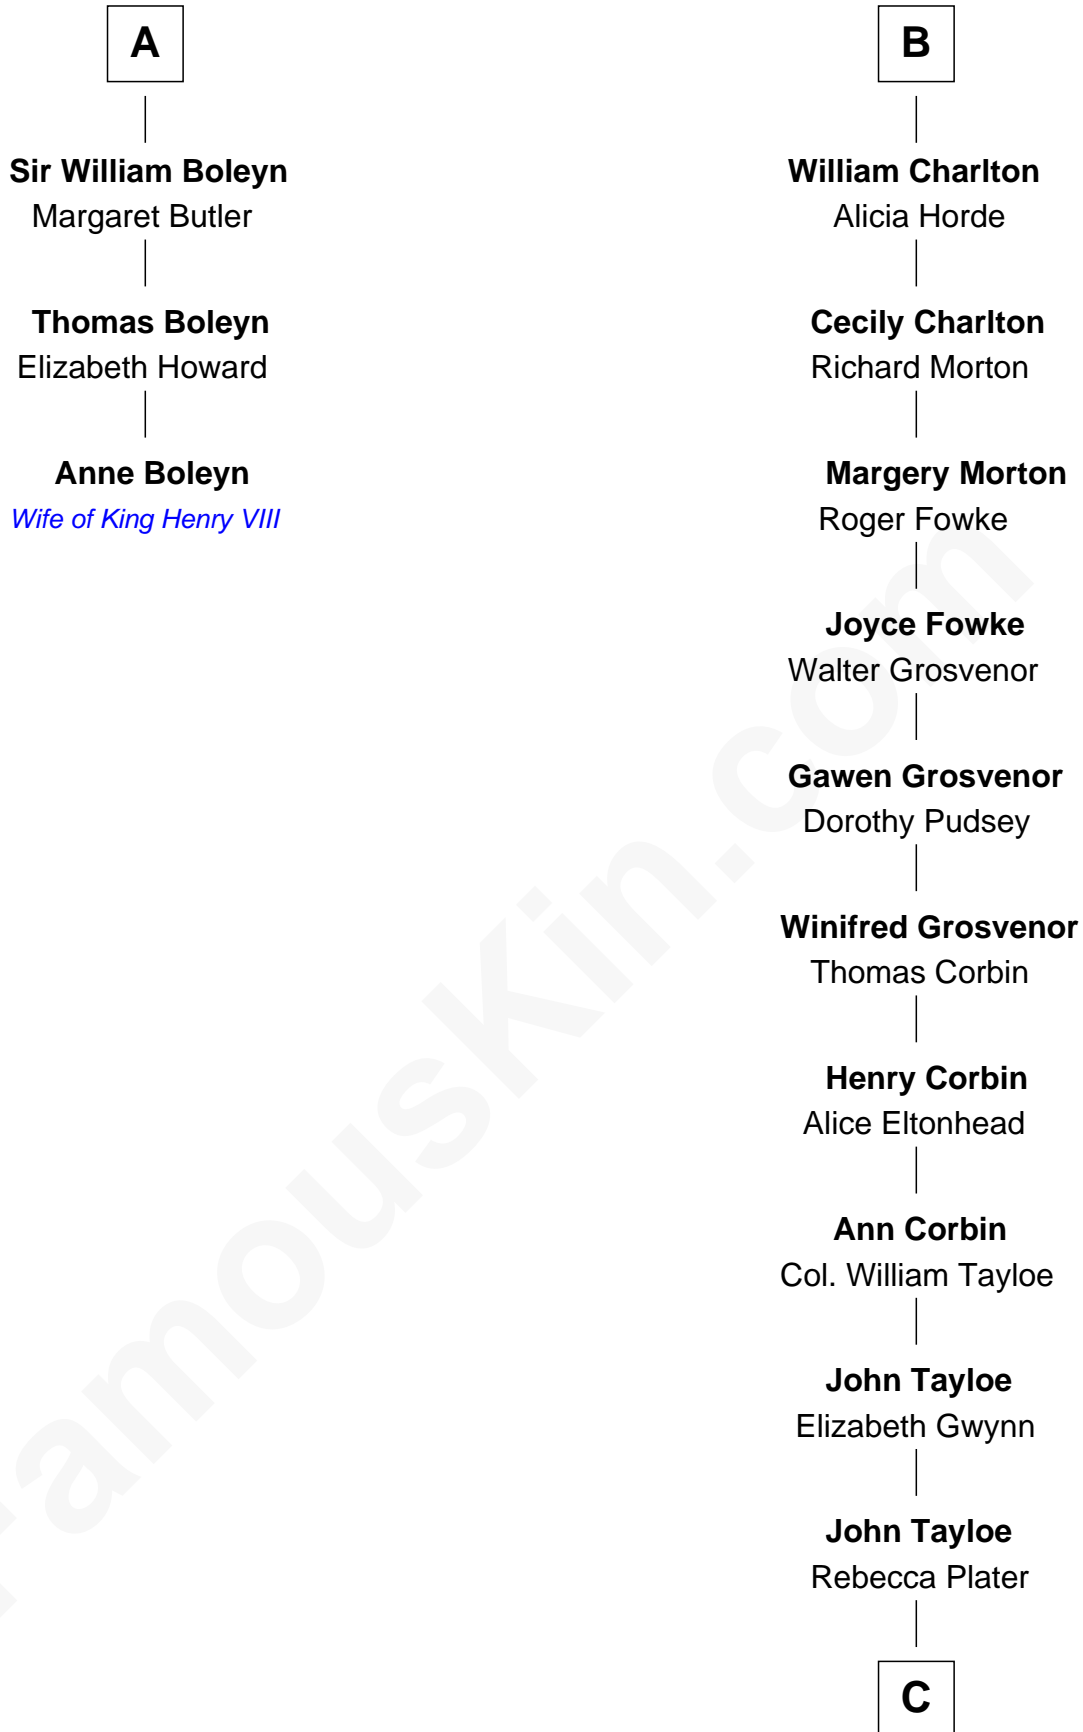 A
Sir William Boleyn
Margaret Butler
Thomas Boleyn
Elizabeth Howard
Anne Boleyn
Wife of King Henry VIII
B
William Charlton
Alicia Horde
Cecily Charlton
Richard Morton
Margery Morton
Roger Fowke
Joyce Fowke
Walter Grosvenor
Gawen Grosvenor
Dorothy Pudsey
Winifred Grosvenor
Thomas Corbin
Henry Corbin
Alice Eltonhead
Ann Corbin
Col. William Tayloe
John Tayloe
Elizabeth Gwynn
John Tayloe
Rebecca Plater
C
FamousKin.com